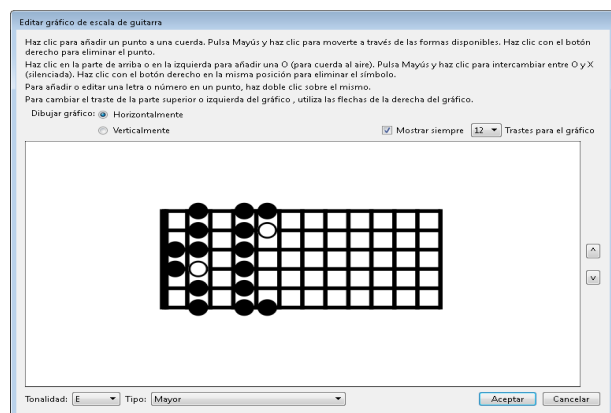 Editar gráfico de escala de guitarra
Haz clic para añadir un punto a una cuerda. Pulsa Mayús y haz clic para moverte a través de las formas disponibles. Haz clic con el botón
derecho para eliminar el punto.
Haz clic en la parte de arriba o en la izquierda para añadir una O (para cuerda al aire). Pulsa Mayús y haz clic para intercambiar entre O y X
(silenciada). Haz clic con el botón derecho en la misma posición para eliminar el símbolo.
Para añadir o editar una letra o número en un punto, haz doble clic sobre el mismo.
Para cambiar el traste de la parte superior o izquierda del gráfico , utiliza las flechas de la derecha del gráfico.
Dibujar gráfico: Horizontalmente
Verticalmente Mostrar siempre 12 Trastes para el gráfico
Tonalidad: E Tipo: Mayor Aceptar Cancelar